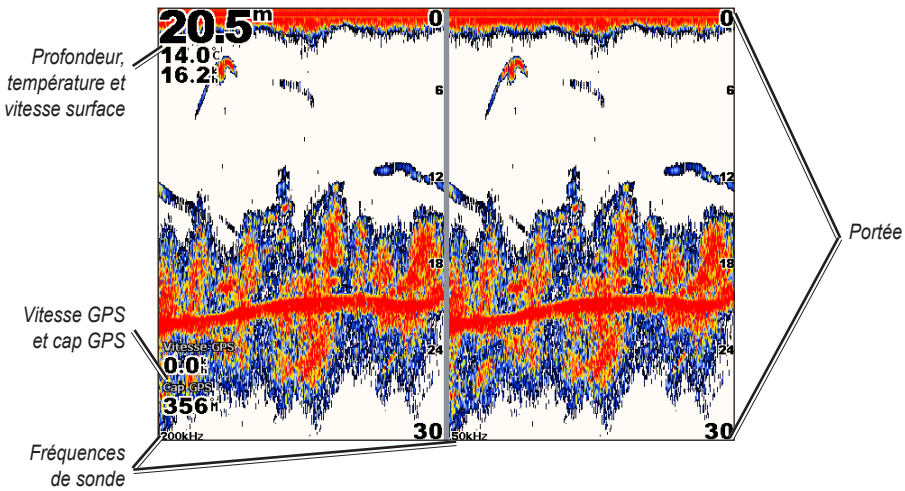 Profondeur,
température et
vitesse surface
20.5m
14.0°C
16.2k/h
0
6
12
18
24
30
Vitesse GPS
0.0k/h
Cap GPS
356°M
200kHz
0
6
12
18
24
30
50kHz
Portée
Vitesse GPS
et cap GPS
Fréquences
de sonde